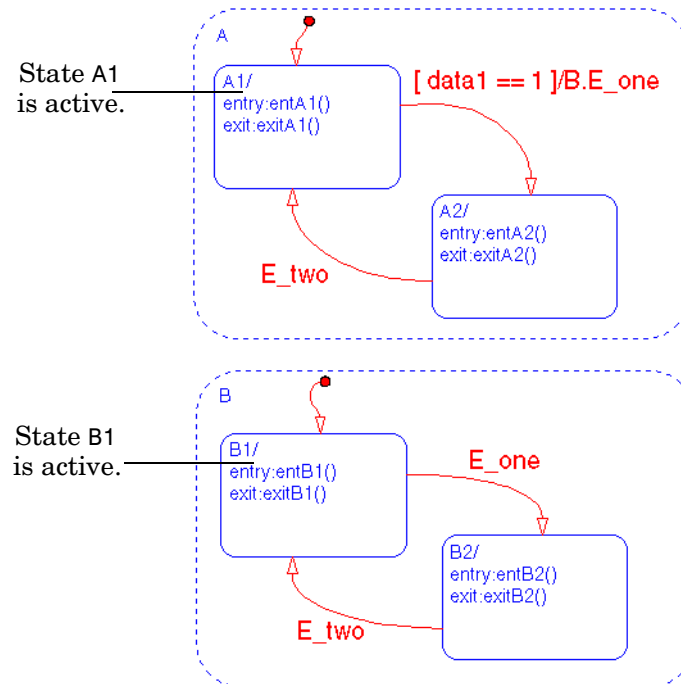 A
State A1
is active.
A1/
entry:entA1()
exit:exitA1()
[ data1 == 1 ]/B.E_one
A2/
entry:entA2()
exit:exitA2()
E_two
B
State B1
is active.
B1/
entry:entB1()
exit:exitB1()
E_one
B2/
entry:entB2()
exit:exitB2()
E_two